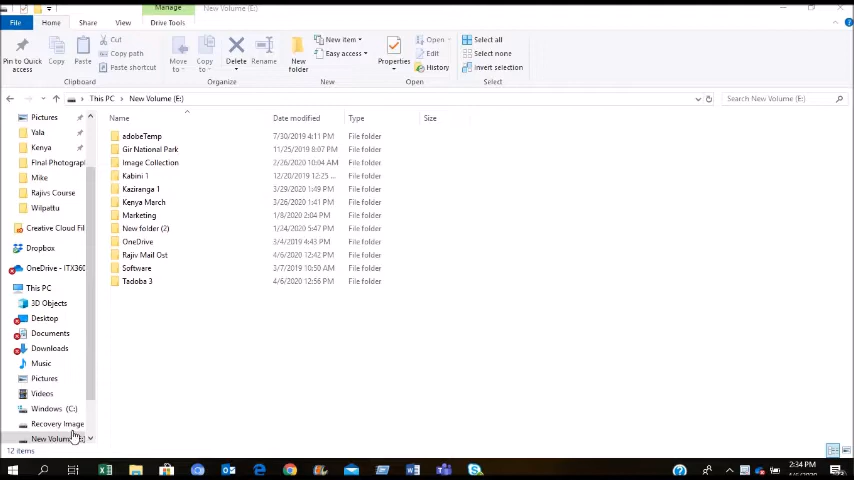 Manage
New Volume (E:)
File Home Share View Drive Tools
Pin to Quick access
Copy
Paste
Cut
Copy path
Paste shortcut
Clipboard
Move to
Copy to
Delete
Rename
Organize
New folder
New item
Easy access
New
Properties
Open
Edit
History
Open
Select all
Select none
Invert selection
Select
This PC > New Volume (E:)
Search New Volume (E:)
Name Date modified Type Size
adobeTemp 7/30/2019 4:11 PM File folder
Gir National Park 11/25/2019 8:07 PM File folder
Image Collection 2/26/2020 10:04 AM File folder
Kabini 1 12/20/2019 12:25 ... File folder
Kaziranga 1 3/29/2020 1:49 PM File folder
Kenya March 3/26/2020 1:41 PM File folder
Marketing 1/8/2020 2:04 PM File folder
New folder (2) 1/24/2020 5:47 PM File folder
OneDrive 3/4/2019 4:43 PM File folder
Rajiv Mail Ost 4/6/2020 12:42 PM File folder
Software 3/7/2019 10:50 AM File folder
Tadoba 3 4/6/2020 12:56 PM File folder
Pictures
Yala
Kenya
Final Photograp
Mike
Rajivs Course
Wilpattu
Creative Cloud Fil
Dropbox
OneDrive - ITX360
This PC
3D Objects
Desktop
Documents
Downloads
Music
Pictures
Videos
Windows (C:)
Recovery Image
New Volume
12 items
2:34 PM